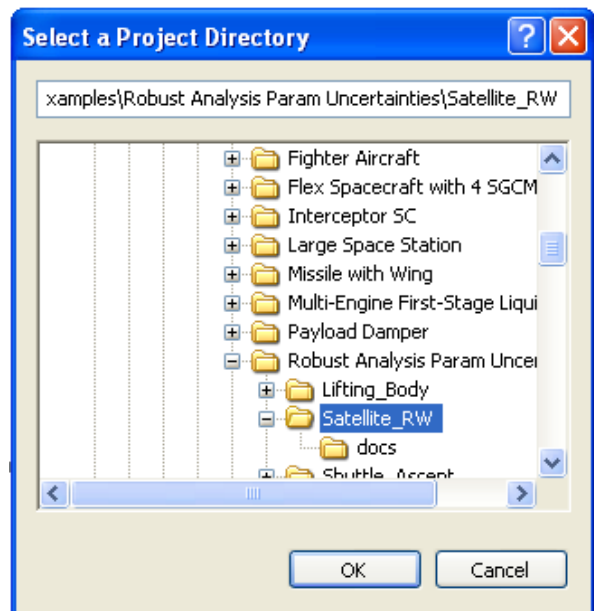 Select a Project Directory
xamples\Robust Analysis Param Uncertainties\Satellite_RW
Fighter Aircraft
Flex Spacecraft with 4 SGCM
Interceptor SC
Large Space Station
Missile with Wing
Multi-Engine First-Stage Liqui
Payload Damper
Robust Analysis Param Uncer
Lifting_Body
Satellite_RW
docs
Shuttle_Ascent
OK
Cancel